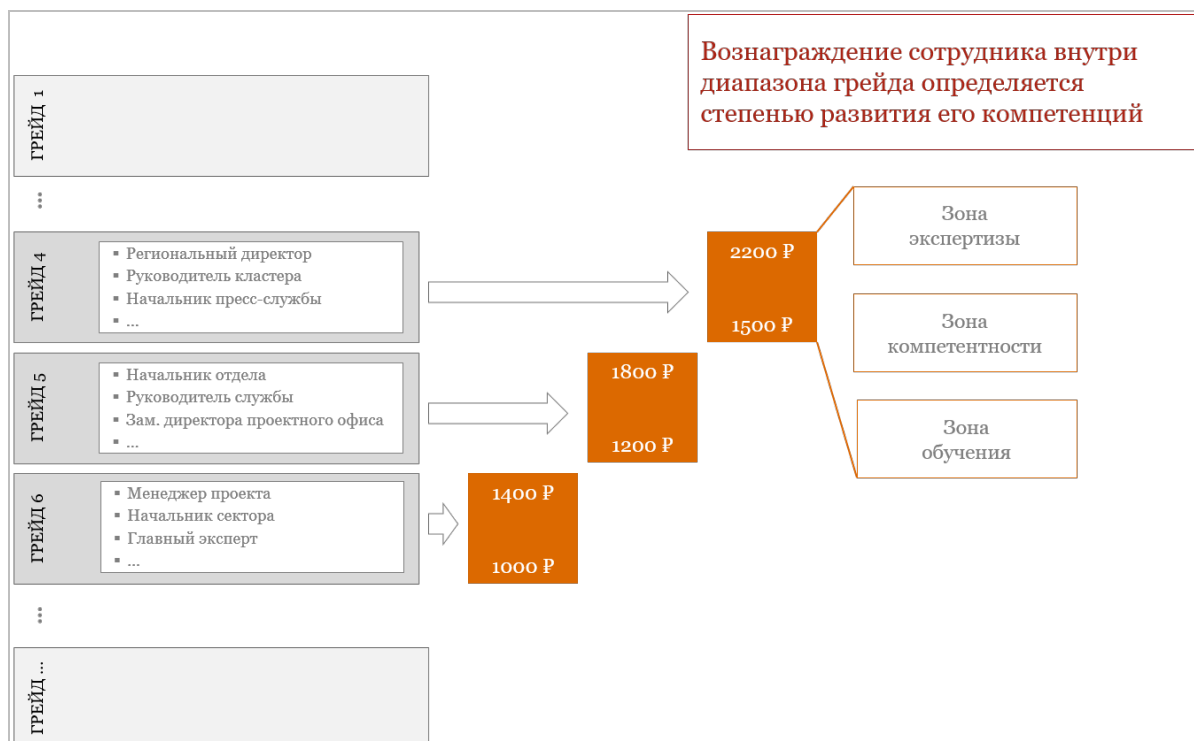 Вознаграждение сотрудника внутри
диапазона грейда определяется
степенью развития его компетенций
ГРЕЙД 1
...
ГРЕЙД 4
▪ Региональный директор
▪ Руководитель кластера
▪ Начальник пресс-службы
▪ ...
2200 ₽
1500 ₽
Зона
экспертизы
Зона
компетентности
Зона
обучения
ГРЕЙД 5
▪ Начальник отдела
▪ Руководитель службы
▪ Зам. директора проектного офиса
▪ ...
1800 ₽
1200 ₽
ГРЕЙД 6
▪ Менеджер проекта
▪ Начальник сектора
▪ Главный эксперт
▪ ...
1400 ₽
1000 ₽
...
ГРЕЙД ...